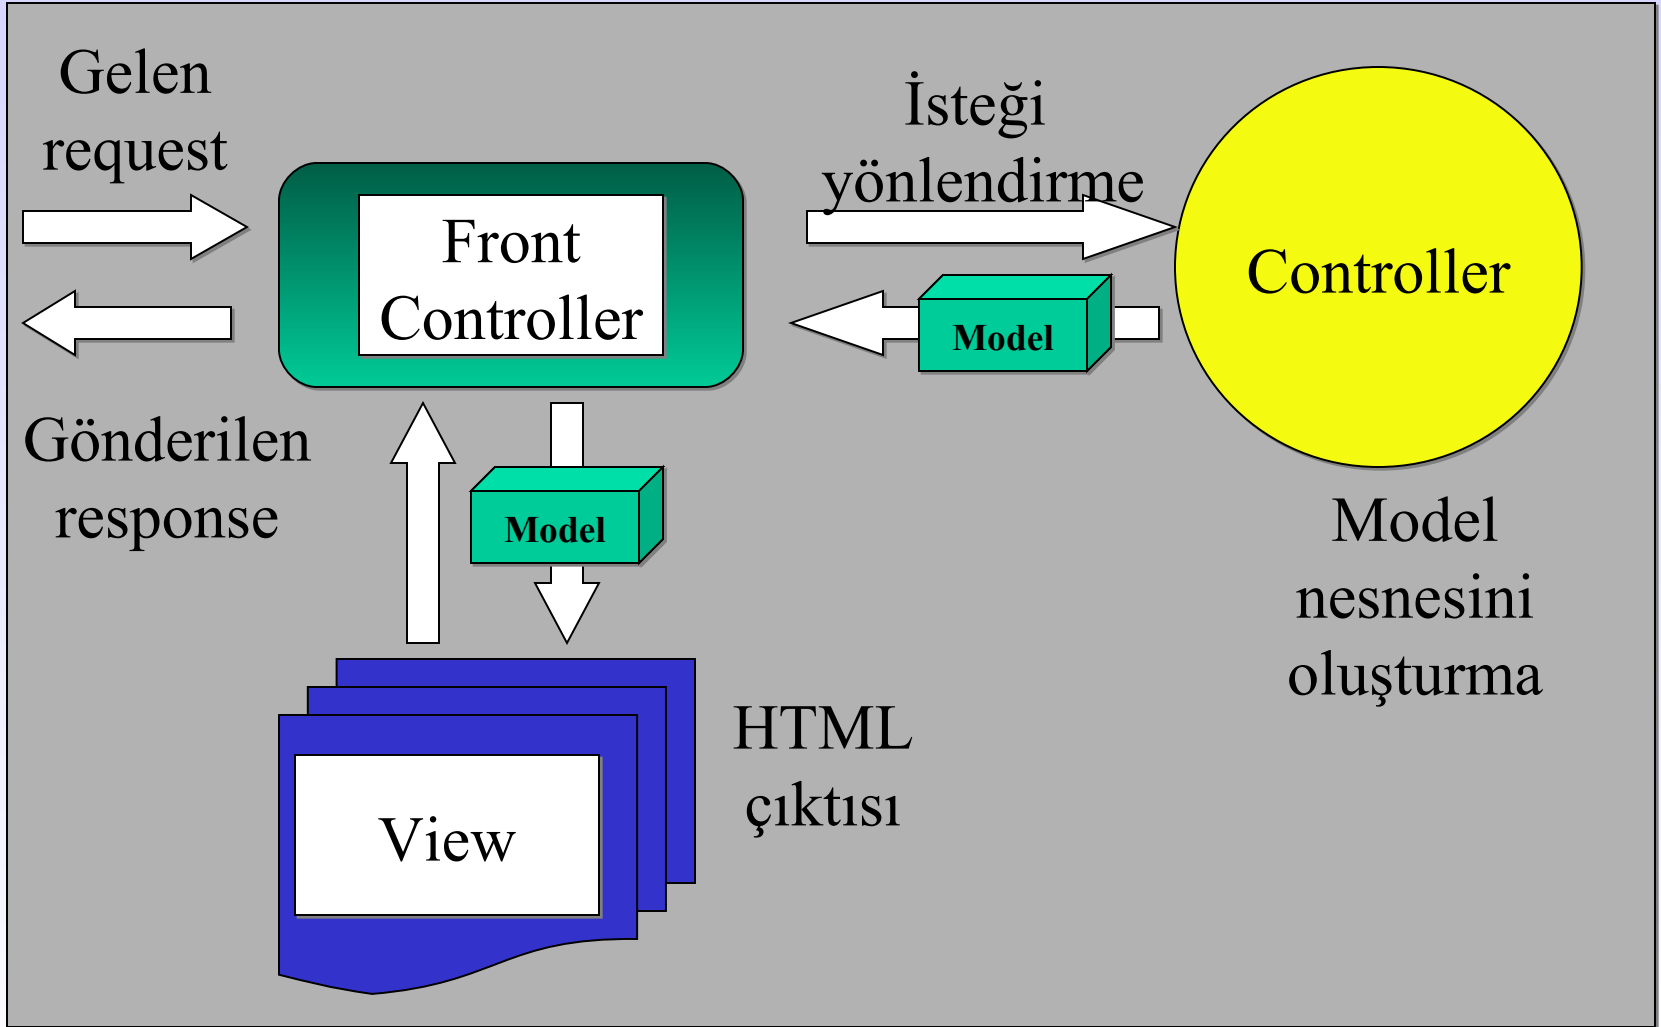 Gelen
request
İsteği
yönlendirme
Front
Controller
Controller
Model
Gönderilen
response
Model
Model
nesnesini
oluşturma
HTML
çıktısı
View